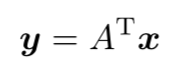 y = Aᵀx